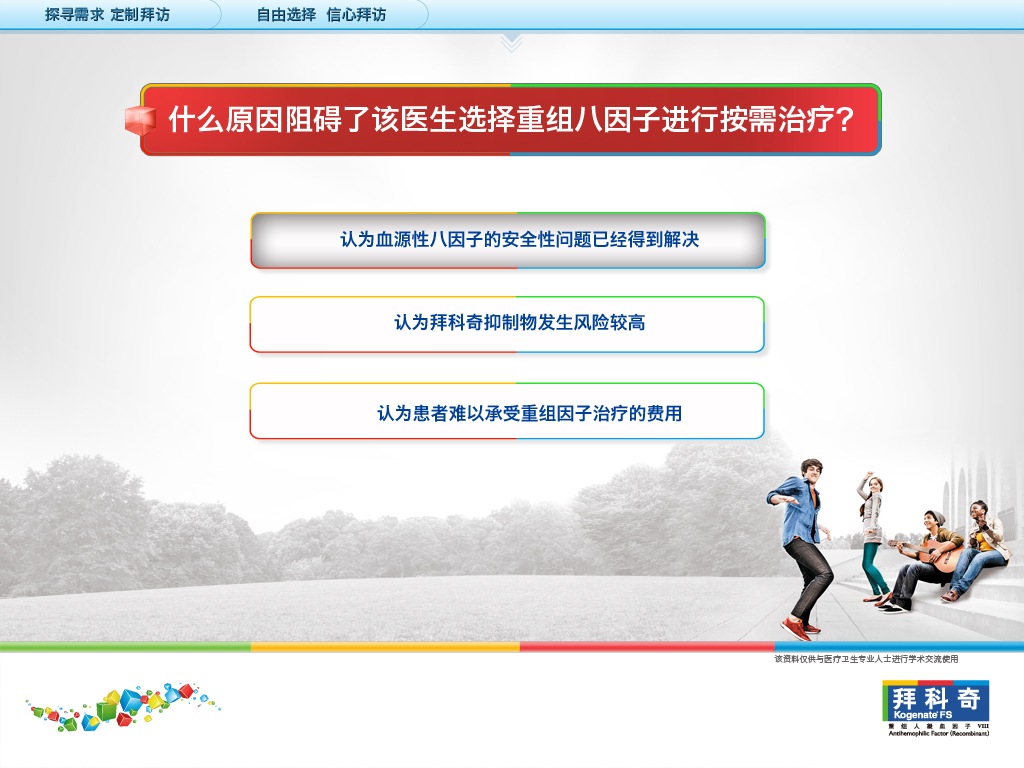 探寻需求 定制拜访
自由选择 信心拜访
什么原因阻碍了该医生选择重组八因子进行按需治疗？
认为血源性八因子的安全性问题已经得到解决
认为拜科奇抑制物发生风险较高
认为患者难以承受重组因子治疗的费用
该资料仅供与医疗卫生专业人士进行学术交流使用
拜科奇
Kogenate® FS
重组人凝血因子VIII
Antihemophilic Factor (Recombinant)